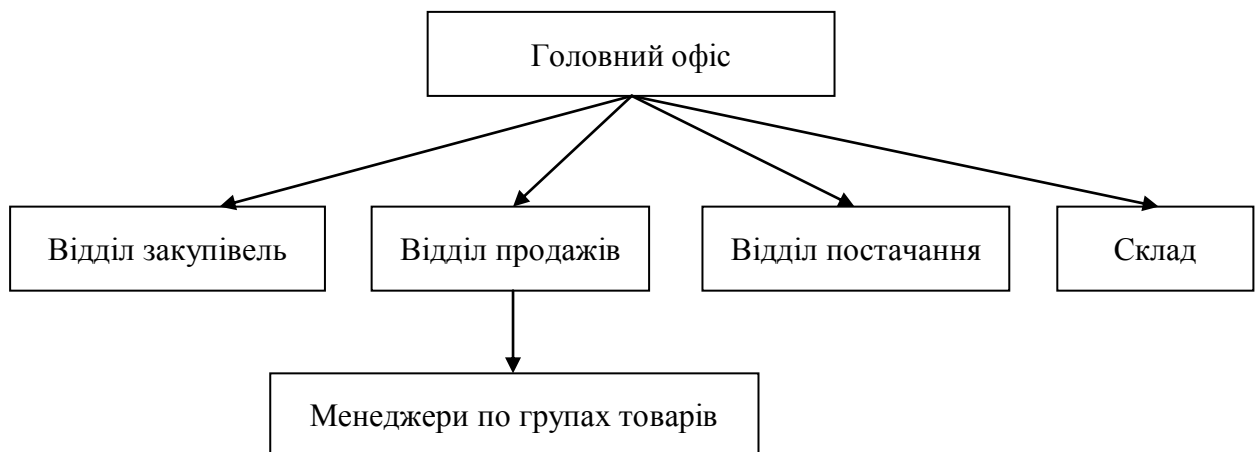 Головний офіс
Відділ закупівель
Відділ продажів
Відділ постачання
Склад
Менеджери по групах товарів